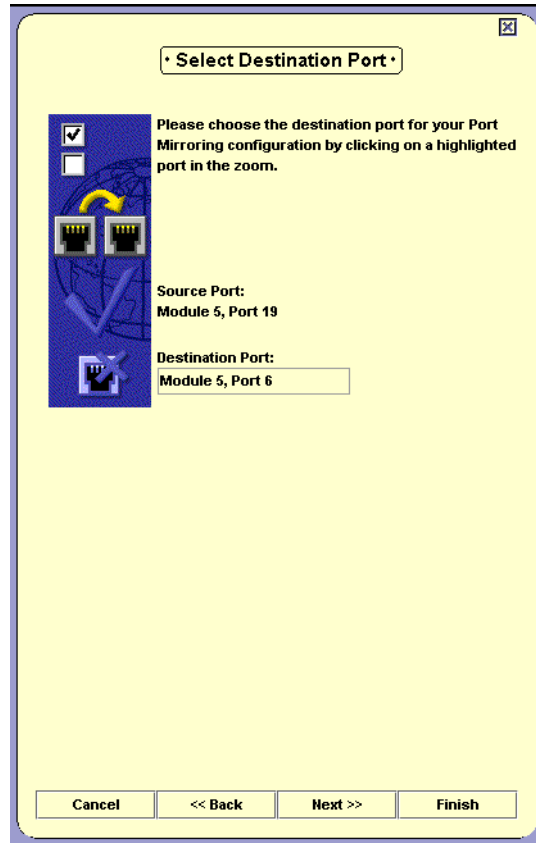 • Select Destination Port •
Please choose the destination port for your Port
Mirroring configuration by clicking on a highlighted
port in the zoom.
Source Port:
Module 5, Port 19
Destination Port:
Module 5, Port 6
Cancel
<< Back
Next >>
Finish